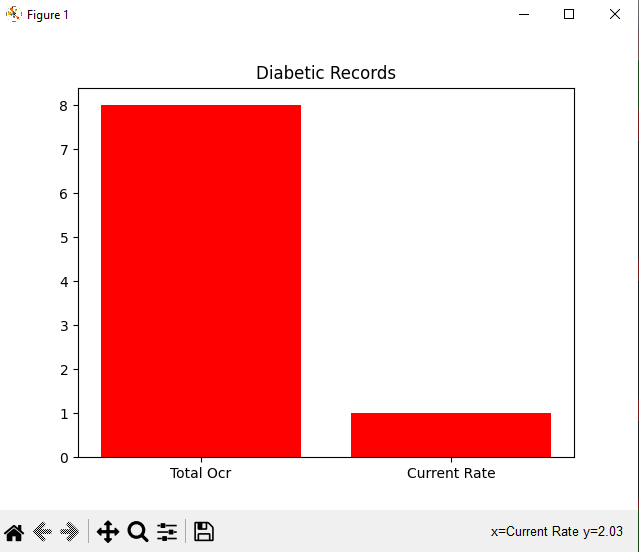 Figure 1
Diabetic Records
8
7
6
5
4
3
2
1
0
Total Ocr Current Rate
x=Current Rate y=2.03